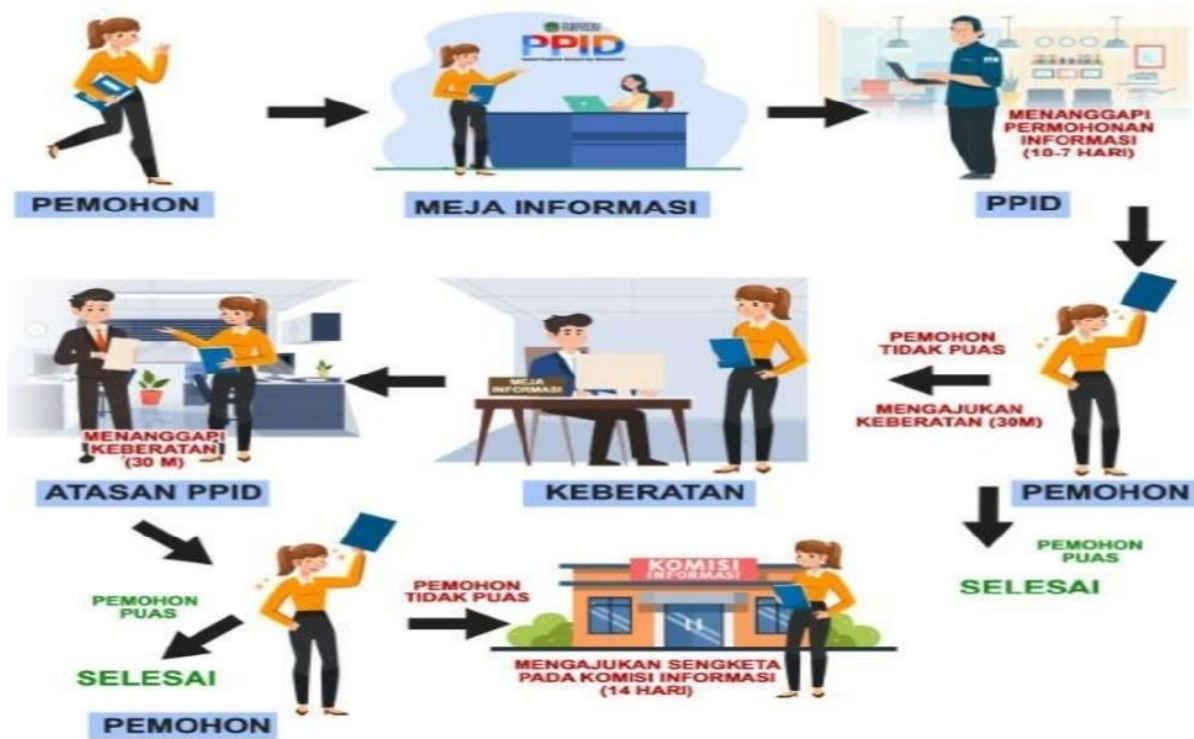 PPID
MENANGGAPI
PERMOHONAN
INFORMASI
(10-7 HARI)
PEMOHON
MEJA INFORMASI
PPID
PEMOHON
TIDAK PUAS
MENGAJUKAN
KEBERATAN (30M)
MEJA
INFORMASI
MENANGGAPI
KEBERATAN
(30 M)
ATASAN PPID
KEBERATAN
PEMOHON
PEMOHON
PUAS
SELESAI
KOMISI
INFORMASI
PEMOHON
TIDAK PUAS
PEMOHON
PUAS
SELESAI
MENGAJUKAN SENGKETA
PADA KOMISI INFORMASI
(14 HARI)
PEMOHON